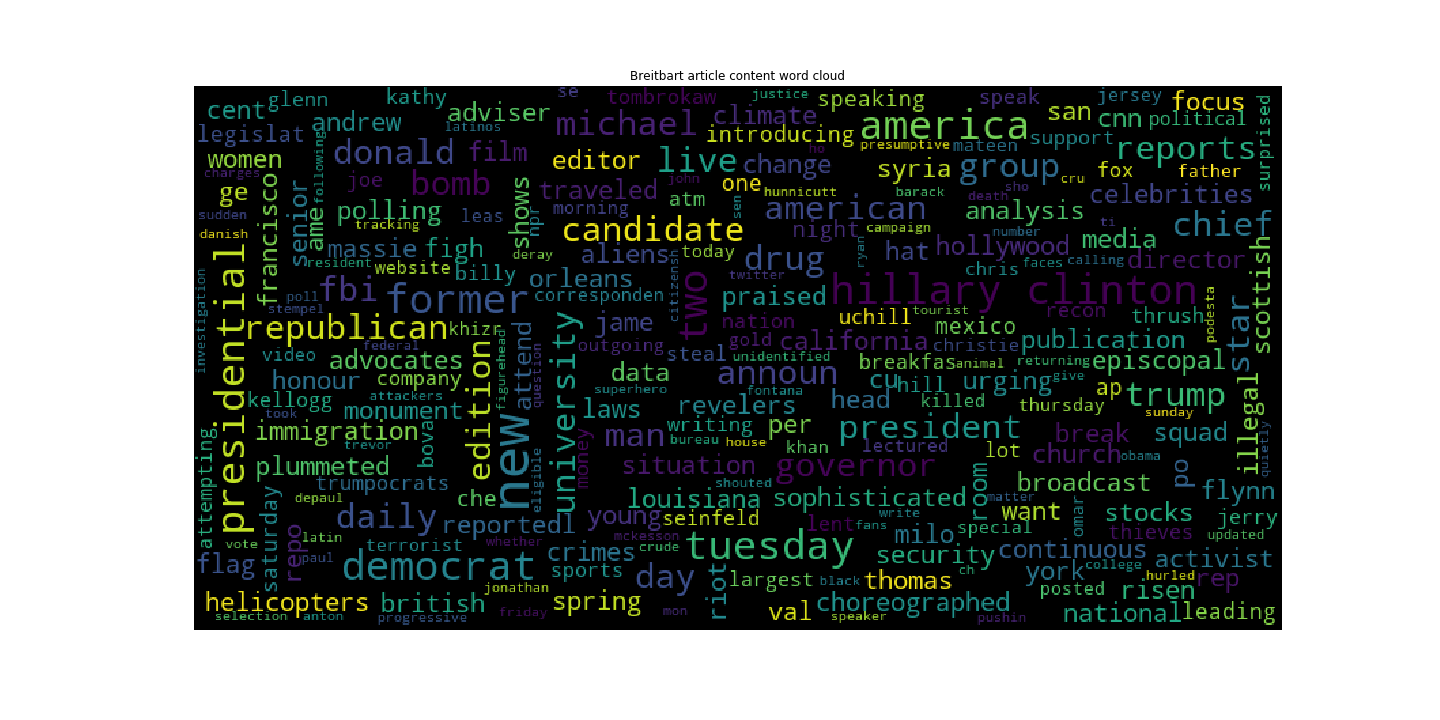 Breitbart article content word cloud
cent
glenn
kathy
adviser
se
tombrokaw
justice
speaking
speak
jersey
focus
legislat
andrew
latinos
michael
climate
introducing
america
san
cnn
political
surprised
women
following
donald
film
editor
live
change
presumptive
mateen
support
reports
charges
joe
bomb
traveled
john
one
hunnicutt
ho
syria
group
cru
fox
father
ge
francisco
senior
ame
polling
tracking
leas
shows
npr
morning
atm
sen
american
barack
death
sho
analysis
celebrities
sudden
danish
massie
figh
deray
candidate
night
campaign
number
ti
media
chief
presidential
resident
website
billy
orleans
aliens
today
drug
ryan
hat
hollywood
chris
faces
calling
director
scottish
investigation
poll
stempel
fbi
former
corresponden
citizensh
two
twitter
praised
hillary clinton
podesta
star
republican
khizr
attend
university
jame
nation
uchill
tourist
mexico
recon
thrush
video
federal
advocates
edition
figurehead
question
outgoing
steal
gold
unidentified
california
christie
publication
honour
company
attackers
data
superhero
announ
breakfas
animal
returning
episcopal
kellogg
took
monument
bovar
new
laws
revelers
fontana
head
cu
hill
urging
give
ap
trump
illegal
immigration
trevor
writing
per
president
killed
thursday
sunday
quietly
attempting
plummeted
man
bureau
house
khan
lectured
lot
break
squad
money
situation
governor
church
obama
trumpocrats
che
eligible
shouted
room
broadcast
po
saturday
depaul
daily
reportedl
louisiana
sophisticated
matter
flynn
latin
repo
young
seinfeld
lent
write
fans
milo
special
want
omar
stocks
jerry
vote
paul
terrorist
whether
crimes
mckesson
crude
tuesday
security
continuous
thieves
updated
flag
democrat
sports
day
riot
largest
black
thomas
ch
york
college
hurled
activist
rep
helicopters
british
jonathan
spring
val
choreographed
posted
risen
selection
anton
progressive
friday
mon
speaker
pushin
national
leading